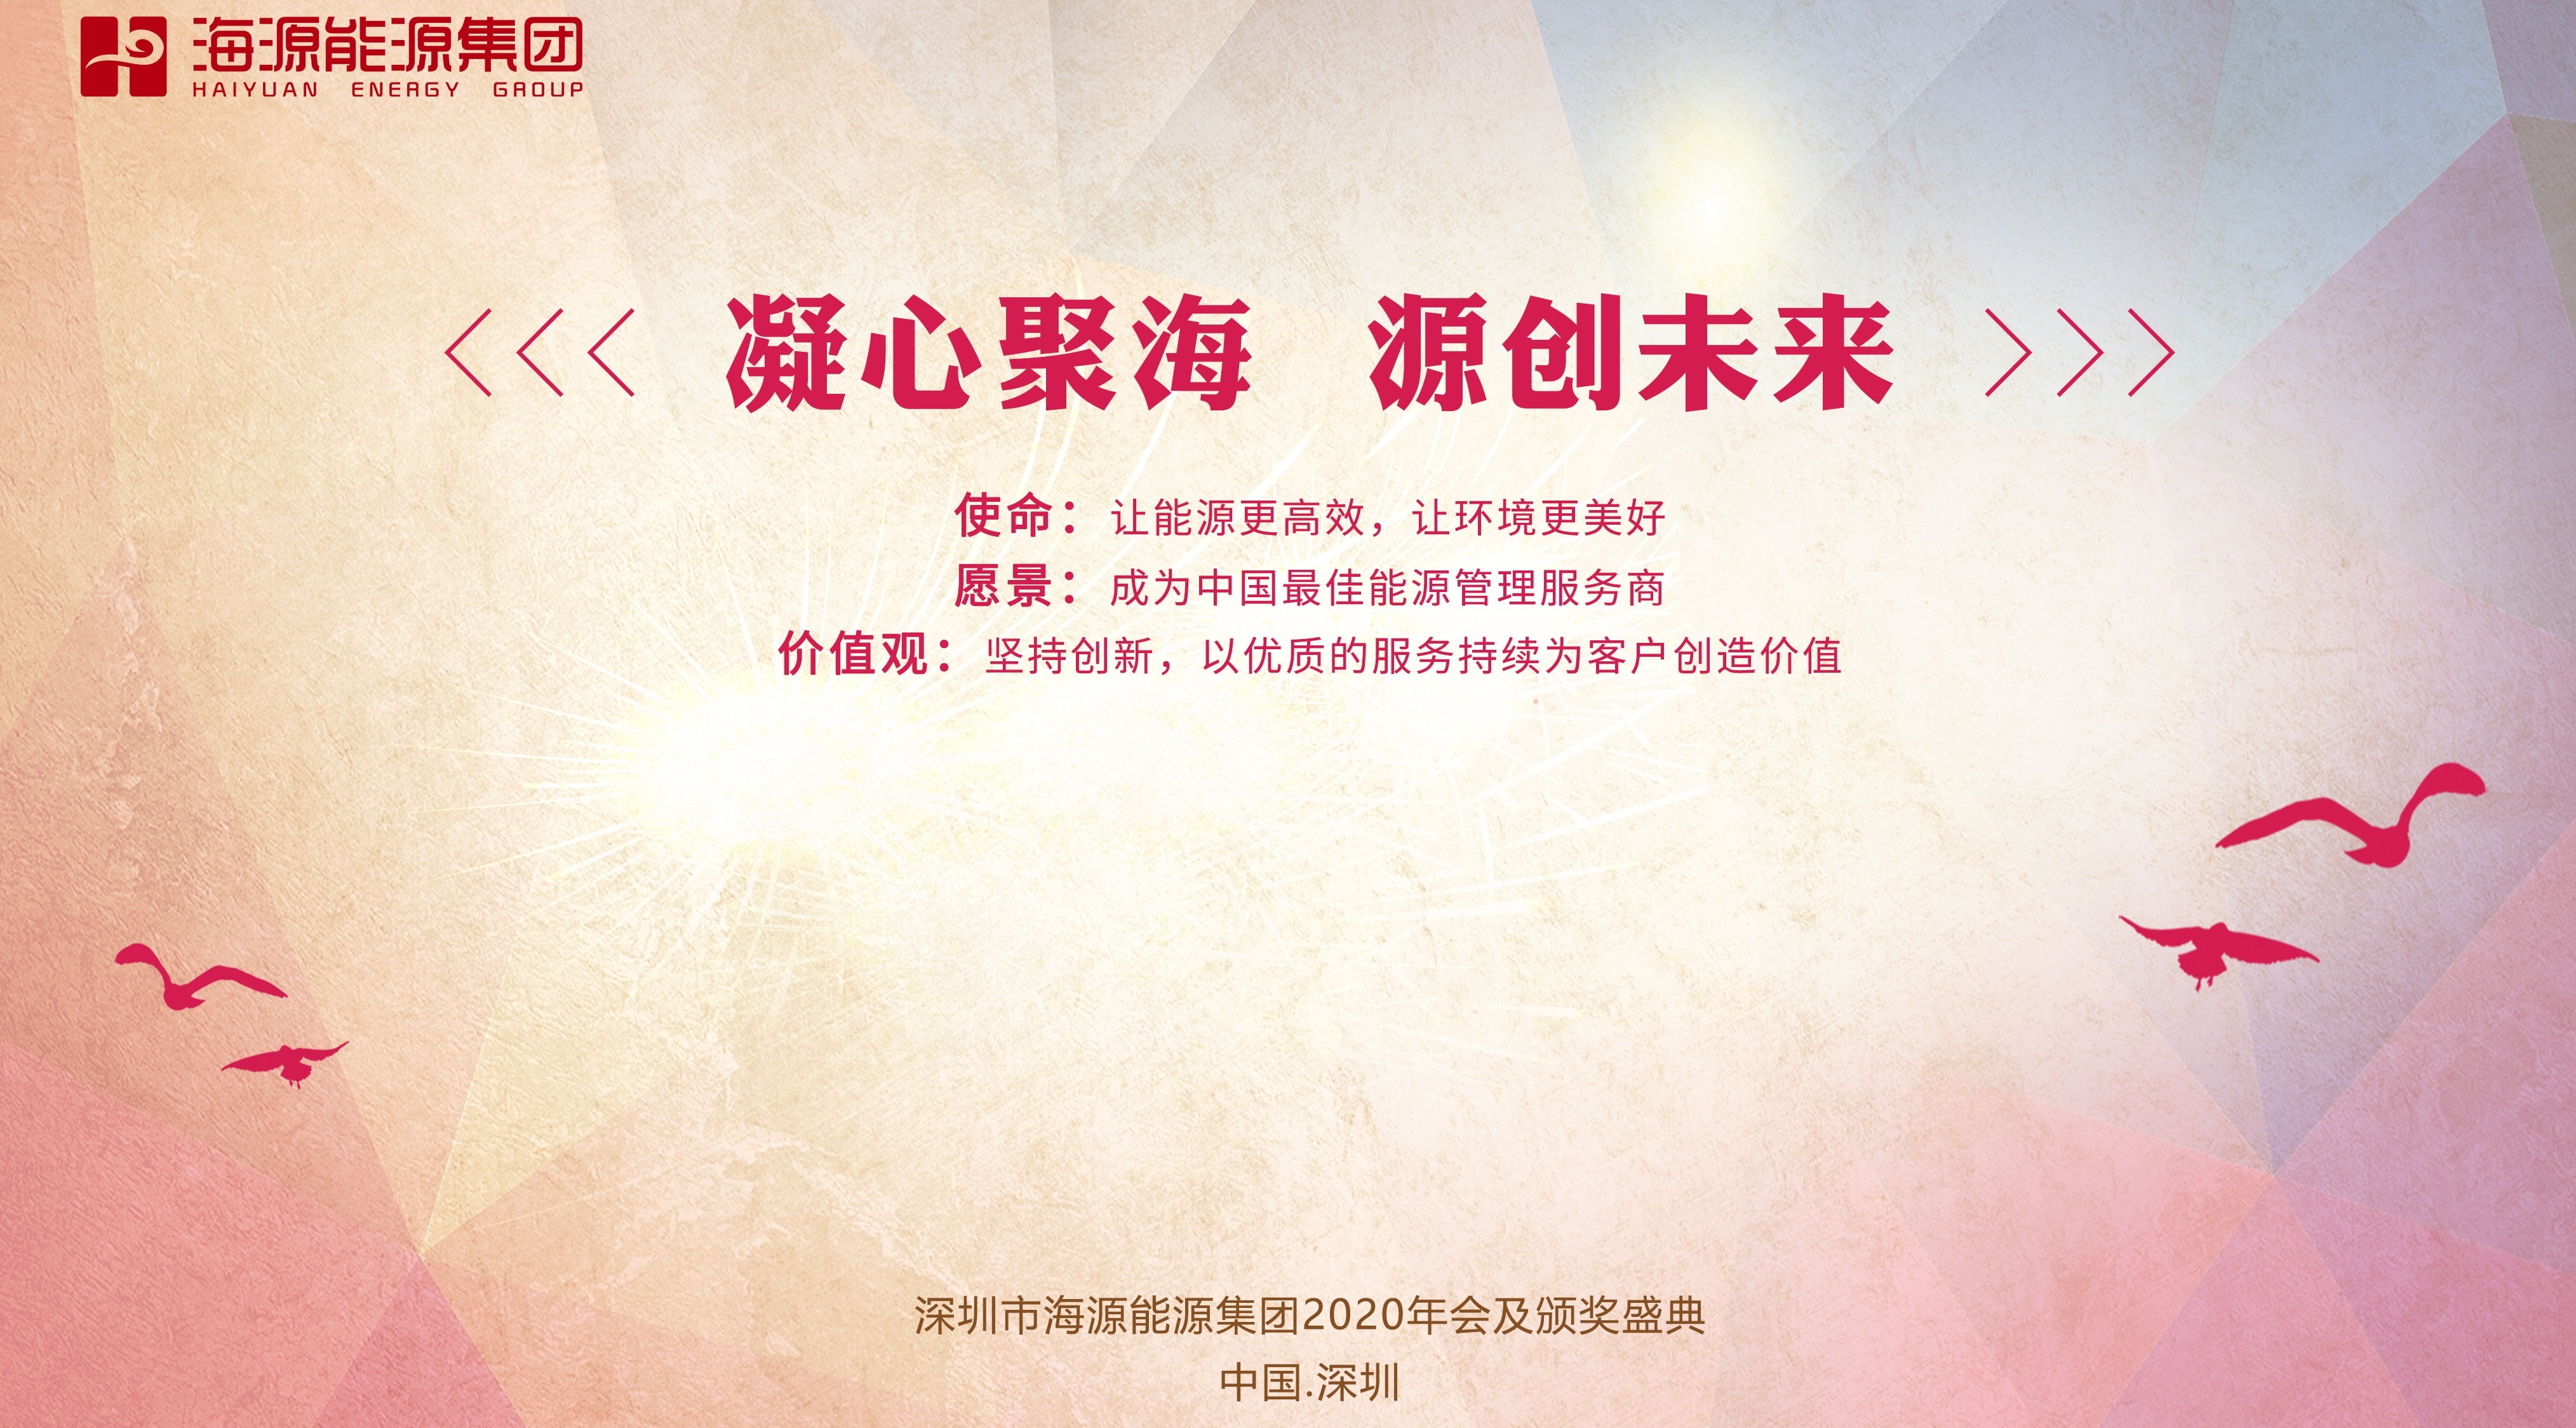 海源能源集团
HAIYUAN ENERGY GROUP
凝心聚海 源创未来
使命：让能源更高效，让环境更美好
愿景：成为中国最佳能源管理服务商
价值观：坚持创新，以优质的服务持续为客户创造价值
深圳市海源能源集团2020年会及颁奖盛典
中国.深圳